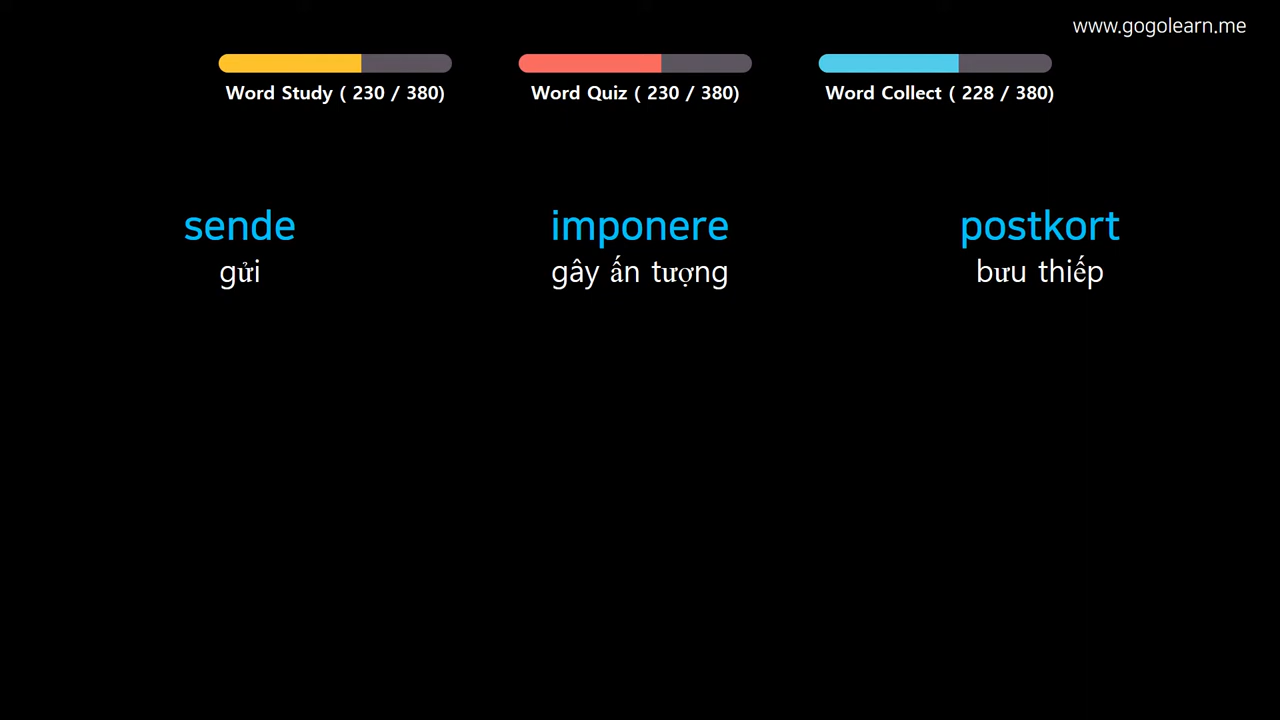 www.gogolearn.me
Word Study ( 230 / 380)
Word Quiz ( 230 / 380)
Word Collect ( 228 / 380)
sende
gửi
imponere
gây ấn tượng
postkort
bưu thiếp